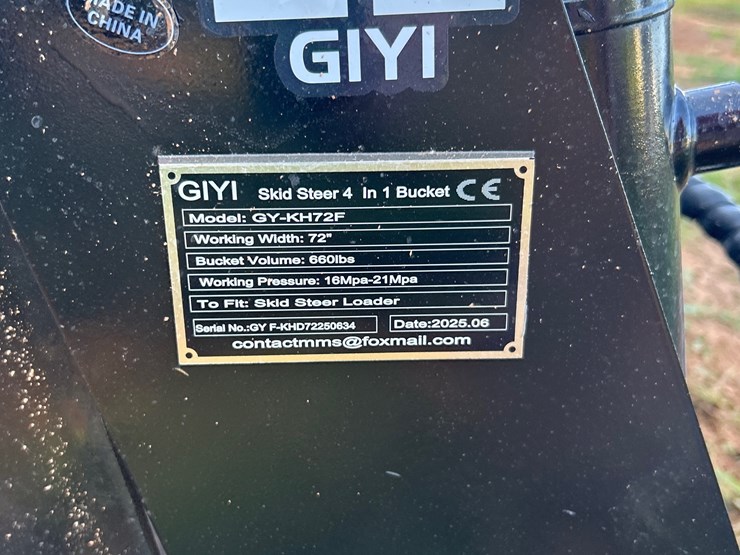 MADE IN
CHINA
GIYI
GIYI Skid Steer 4 In 1 Bucket CE
Model: GY-KH72F
Working Width: 72"
Bucket Volume: 660lbs
Working Pressure: 16Mpa-21Mpa
To Fit: Skid Steer Loader
Serial No.:GY F-KHD72250634 Date:2025.06
contactmms@foxmail.com